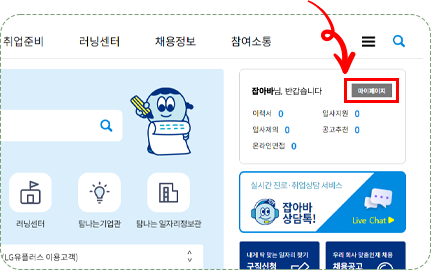 취업준비 러닝센터 채용정보 참여소통
잡아바님, 반갑습니다 마이페이지
이력서 0 입사지원 0
입사제의 0 공고추천 0
온라인면접 0
실시간 진로·취업상담 서비스
잡아바
상담톡!
Live Chat
러닝센터 탐나는기업관 탐나는 일자리정보관
(LG유플러스 이용고객)
내게 딱 맞는 일자리 찾기 우리 회사 맞춤인재 채용
구직신청 채용공고